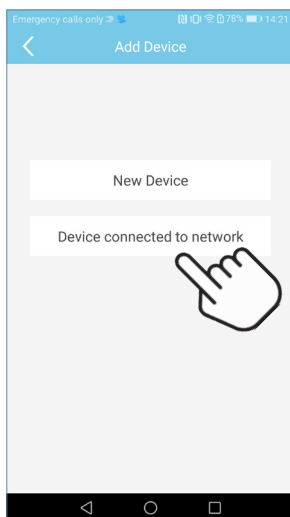 Emergency calls only 78% 14:21
Add Device
New Device
Device connected to network